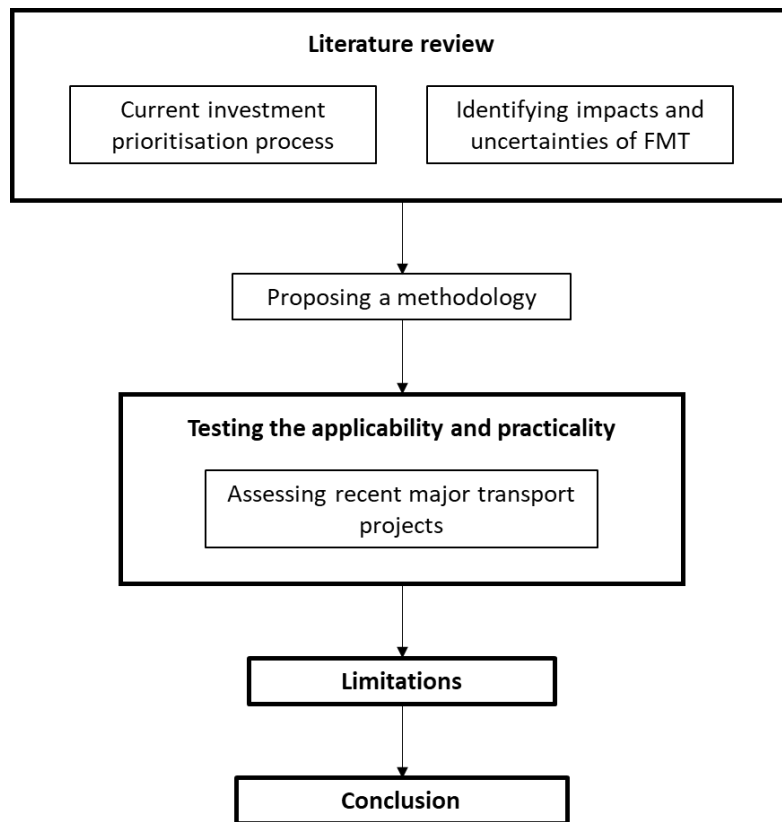 Literature review
Current investment
prioritisation process
Identifying impacts and
uncertainties of FMT
Proposing a methodology
Testing the applicability and practicality
Assessing recent major transport
projects
Limitations
Conclusion